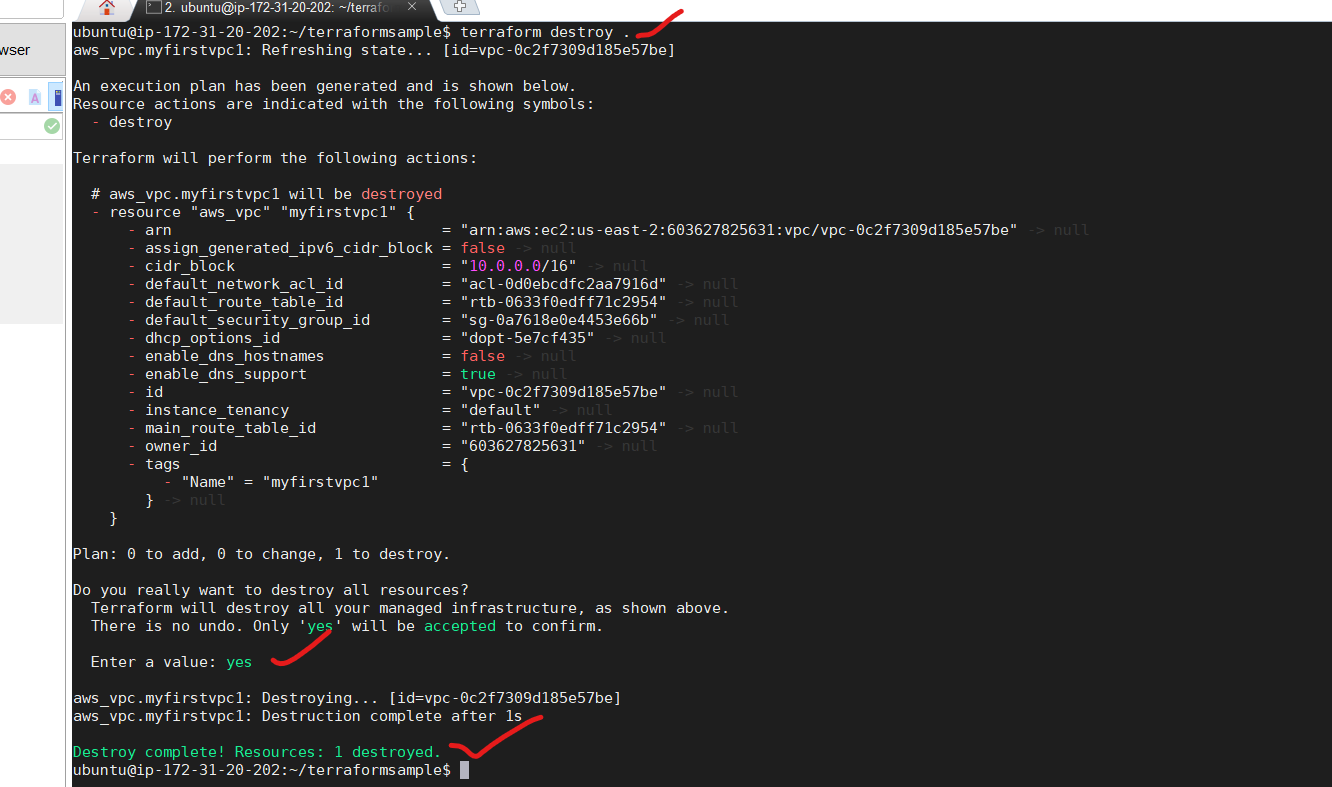 2. ubuntu@ip-172-31-20-202: ~/terrafo
wser
ubuntu@ip-172-31-20-202:~/terraformsample$ terraform destroy .
aws_vpc.myfirstvpc1: Refreshing state... [id=vpc-0c2f7309d185e57be]
An execution plan has been generated and is shown below.
Resource actions are indicated with the following symbols:
- destroy
Terraform will perform the following actions:
# aws_vpc.myfirstvpc1 will be destroyed
- resource "aws_vpc" "myfirstvpc1" {
- arn = "arn:aws:ec2:us-east-2:603627825631:vpc/vpc-0c2f7309d185e57be" -> null
- assign_generated_ipv6_cidr_block = false -> null
- cidr_block = "10.0.0.0/16" -> null
- default_network_acl_id = "acl-0d0ebcdfc2aa7916d" -> null
- default_route_table_id = "rtb-0633f0edff71c2954" -> null
- default_security_group_id = "sg-0a7618e0e4453e66b" -> null
- dhcp_options_id = "dopt-5e7cf435" -> null
- enable_dns_hostnames = false -> null
- enable_dns_support = true -> null
- id = "vpc-0c2f7309d185e57be" -> null
- instance_tenancy = "default" -> null
- main_route_table_id = "rtb-0633f0edff71c2954" -> null
- owner_id = "603627825631" -> null
- tags = {
- "Name" = "myfirstvpc1"
} -> null
}
Plan: 0 to add, 0 to change, 1 to destroy.
Do you really want to destroy all resources?
Terraform will destroy all your managed infrastructure, as shown above.
There is no undo. Only 'yes' will be accepted to confirm.
Enter a value: yes
aws_vpc.myfirstvpc1: Destroying... [id=vpc-0c2f7309d185e57be]
aws_vpc.myfirstvpc1: Destruction complete after 1s
Destroy complete! Resources: 1 destroyed.
ubuntu@ip-172-31-20-202:~/terraformsample$